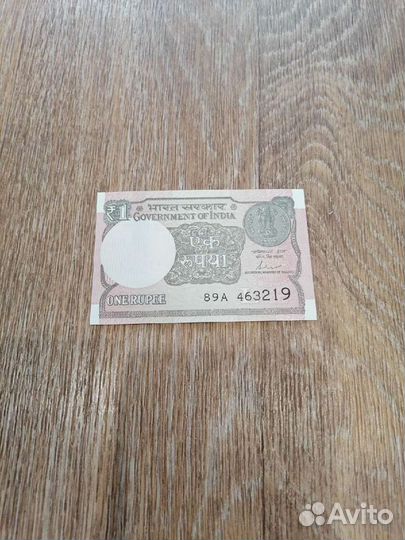 ₹1 भारत सरकार
GOVERNMENT OF INDIA
एक
रुपया
ONE RUPEE
89A 463219
Avito